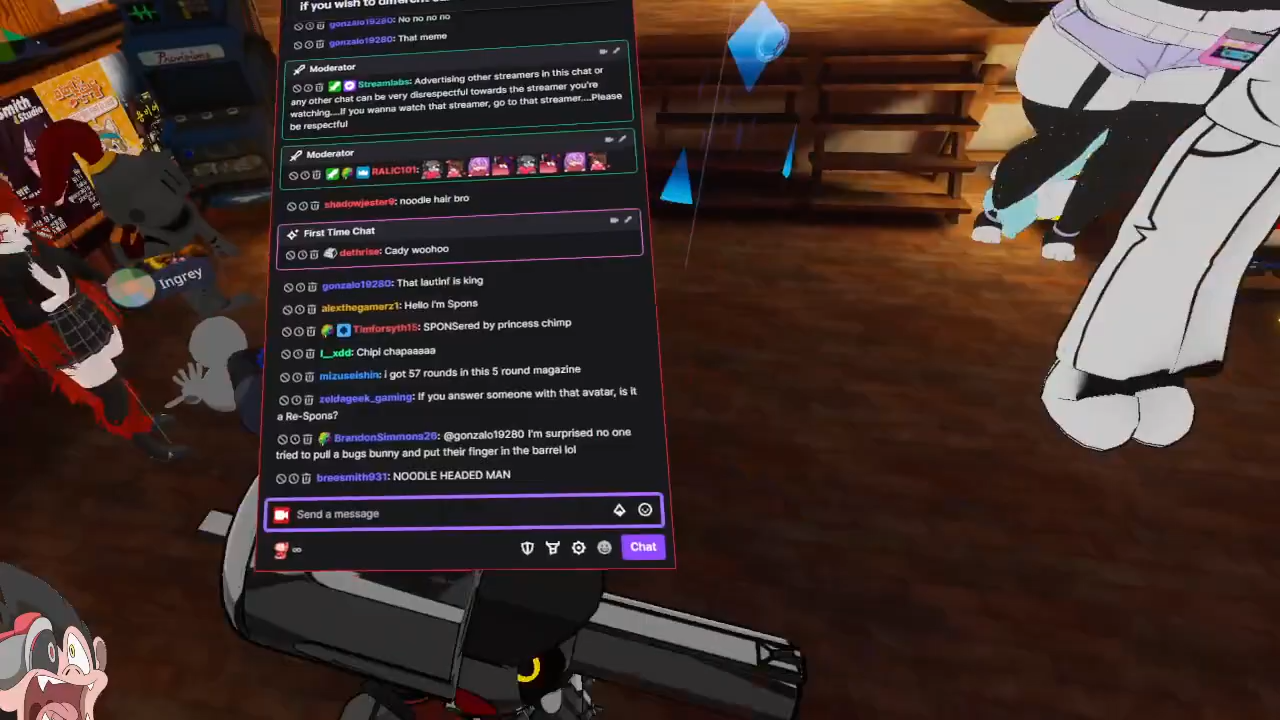 if you wish to different
gonzalo19280: No no no no
gonzalo19280: That meme
Moderator
Streamlabs: Advertising other streamers in this chat or
any other chat can be very disrespectful towards the streamer you're
watching....If you wanna watch that streamer, go to that streamer....Please
be respectful
Moderator
RALIC101:
shadowjester9: noodle hair bro
First Time Chat
dethrise: Cady woohoo
gonzalo19280: That lautinf is king
alexthegamerz1: Hello I'm Spons
Timforsyth15: SPONSered by princess chimp
l__xdd: Chipi chapaaaaa
mizuseishin: i got 57 rounds in this 5 round magazine
zeldageek_gaming: If you answer someone with that avatar, is it
a Re-Spons?
BrandonSimmons26: @gonzalo19280 I'm surprised no one
tried to pull a bugs bunny and put their finger in the barrel lol
breesmith931: NOODLE HEADED MAN
Send a message
Chat
Provisions
smith
Studio
Ingrey